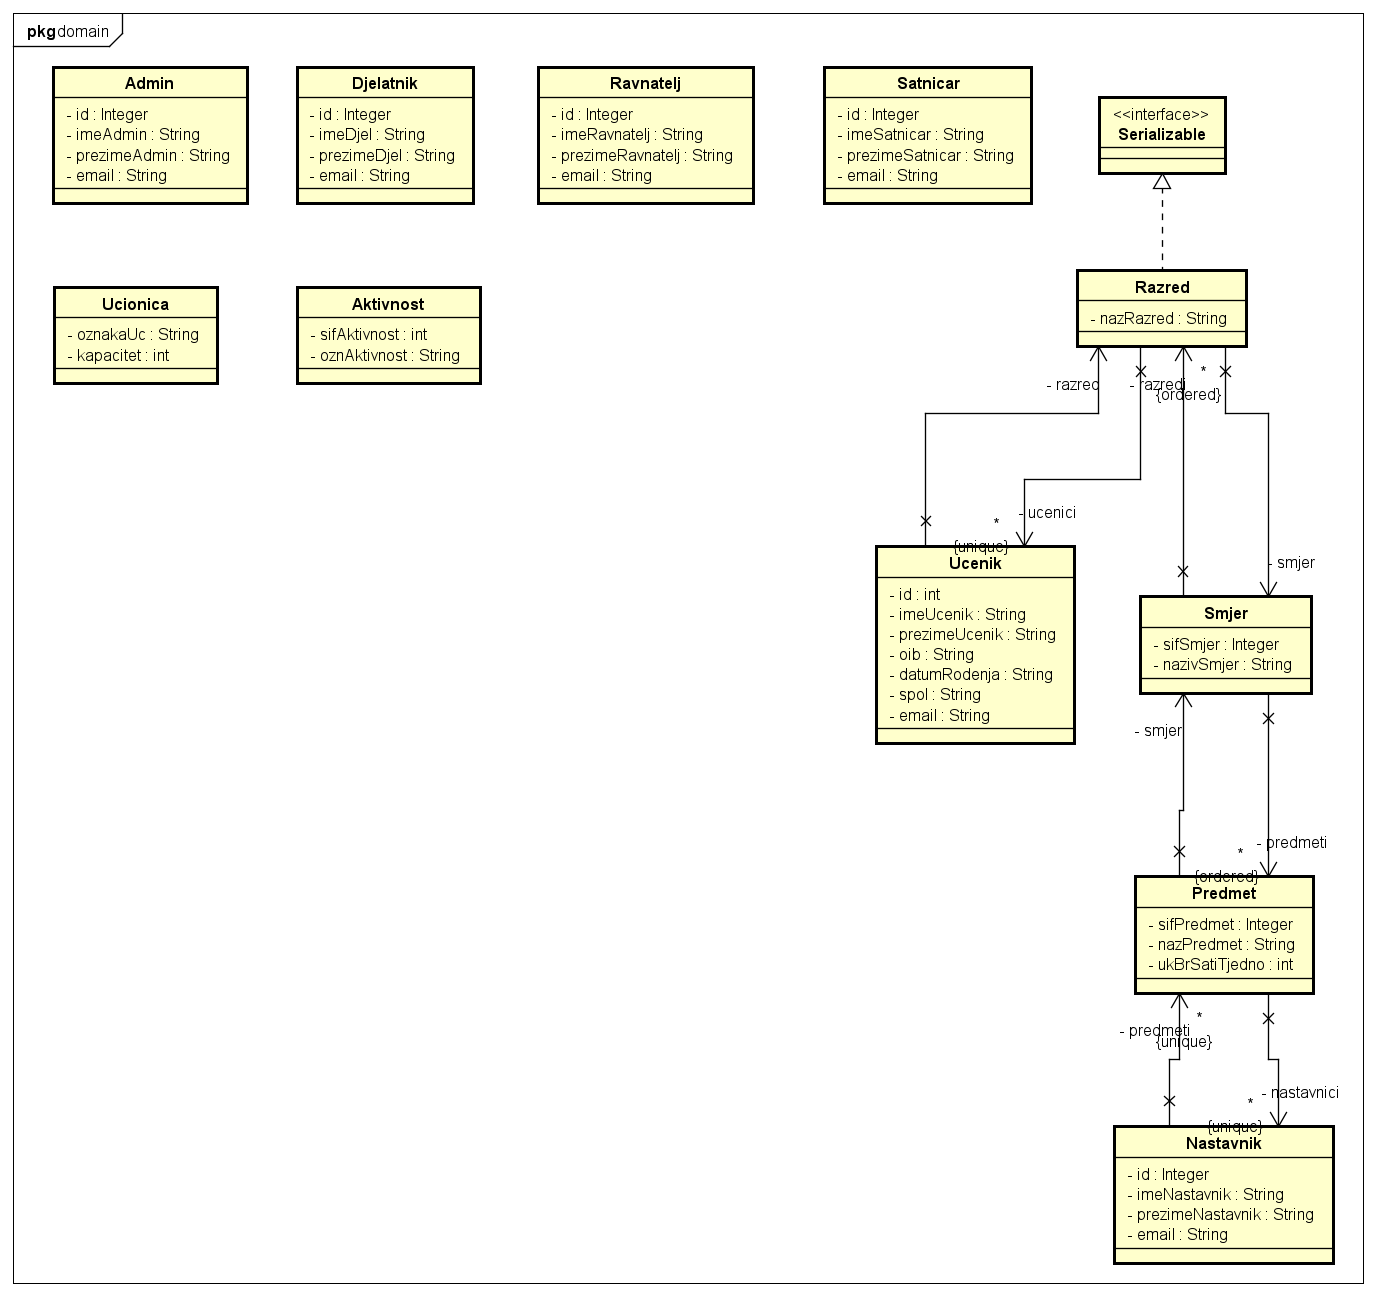 pkg domain
Admin
- id : Integer
- imeAdmin : String
- prezimeAdmin : String
- email : String
Djelatnik
- id : Integer
- imeDjel : String
- prezimeDjel : String
- email : String
Ravnatelj
- id : Integer
- imeRavnatelj : String
- prezimeRavnatelj : String
- email : String
Satnicar
- id : Integer
- imeSatnicar : String
- prezimeSatnicar : String
- email : String
<<interface>>
Serializable
Ucionica
- oznakaUc : String
- kapacitet : int
Aktivnost
- sifAktivnost : int
- oznAktivnost : String
Razred
- nazRazred : String
- razred
- razredi
*
{ordered}
- ucenici
*
{unique}
Ucenik
- id : int
- imeUcenik : String
- prezimeUcenik : String
- oib : String
- datumRodenja : String
- spol : String
- email : String
- smjer
Smjer
- sifSmjer : Integer
- nazivSmjer : String
- smjer
- predmeti
*
{ordered}
Predmet
- sifPredmet : Integer
- nazPredmet : String
- ukBrSatiTjedno : int
- predmeti
*
{unique}
- nastavnici
*
{unique}
Nastavnik
- id : Integer
- imeNastavnik : String
- prezimeNastavnik : String
- email : String